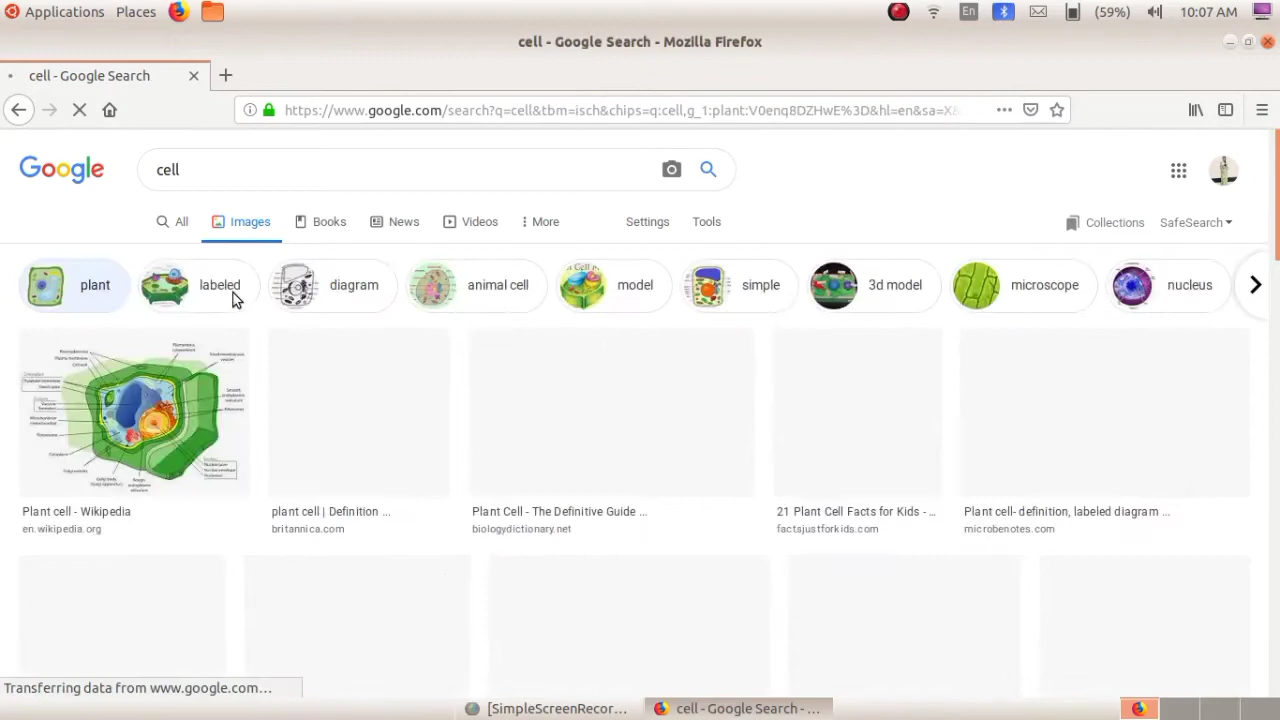 Applications Places En (59%) 10:07 AM
cell - Google Search - Mozilla Firefox
cell - Google Search
https://www.google.com/search?q=cell&tbm=isch&chips=q:cell,g_1:plant:V0enq8DZHwE%3D&hl=en&sa=X&
Google cell
All Images Books News Videos More Settings Tools Collections SafeSearch
plant labeled diagram animal cell model simple 3d model microscope nucleus
Plant cell - Wikipedia
en.wikipedia.org
plant cell | Definition ...
britannica.com
Plant Cell - The Definitive Guide ...
biologydictionary.net
21 Plant Cell Facts for Kids - ...
factsjustforkids.com
Plant cell- definition, labeled diagram ...
microbenotes.com
Transferring data from www.google.com...
[SimpleScreenRecor... cell - Google Search - ...